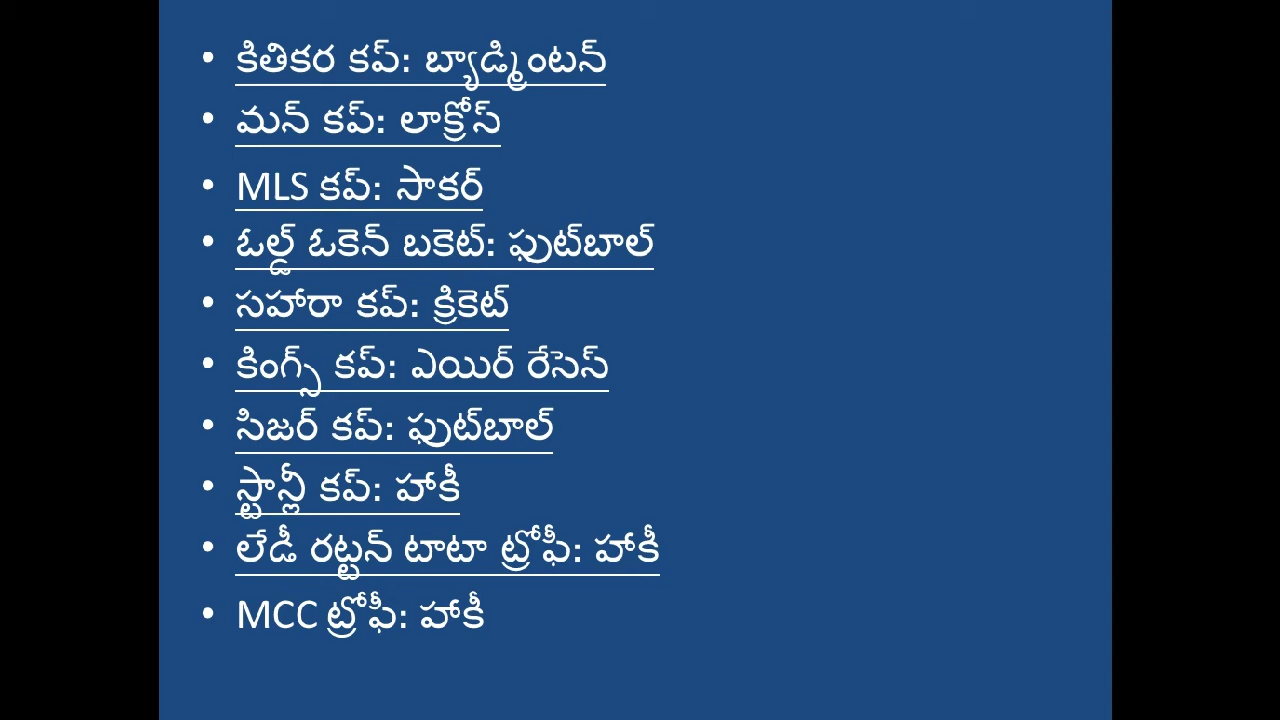 • కితికర కప్: బ్యాడ్మింటన్
• మన్ కప్: లాక్రోస్
• MLS కప్: సాకర్
• ఓల్డ్ ఓకెన్ బకెట్: ఫుట్‌బాల్
• సహారా కప్: క్రికెట్
• కింగ్స్ కప్: ఎయిర్ రేసెస్
• సిజర్ కప్: ఫుట్‌బాల్
• స్టాన్లీ కప్: హాకీ
• లేడీ రట్టన్ టాటా ట్రోఫీ: హాకీ
• MCC ట్రోఫీ: హాకీ